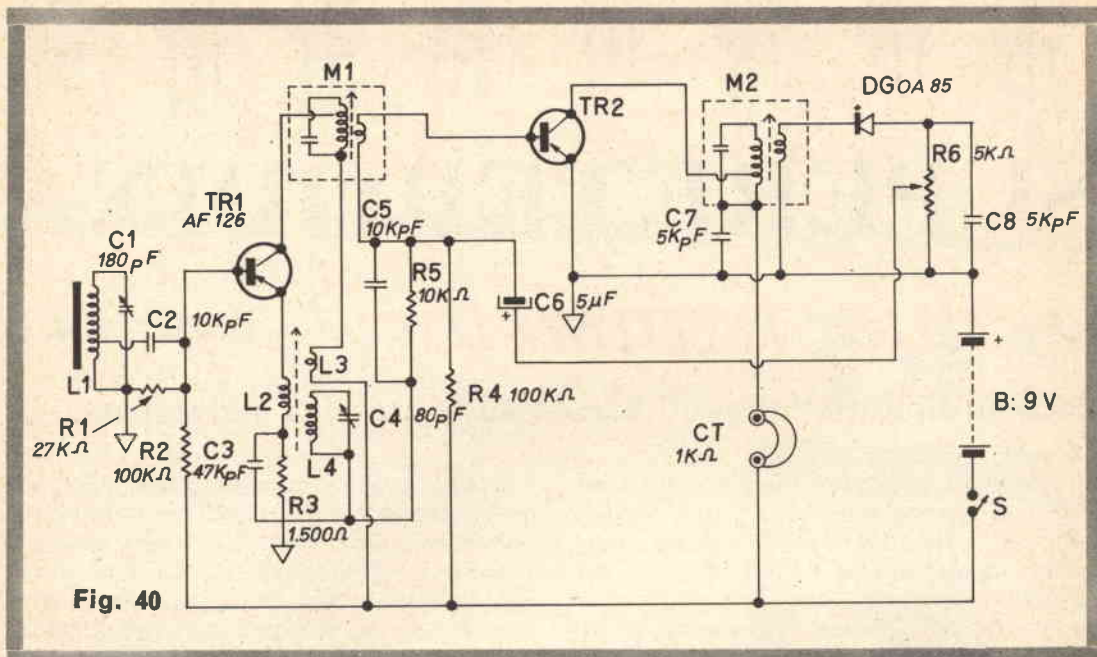 M1
M2
TR2
DG OA 85
TR1
AF 126
C1
180pF
C2
10KpF
L1
R1
27KΩ
R2
100KΩ
C3
47KpF
L2
L3
L4
R3
1.500Ω
C4
80pF
C5
10KpF
R5
10KΩ
R4 100KΩ
C6 5µF
+
C7
5KpF
R6 5KΩ
C8 5KpF
+
B: 9 V
CT
1KΩ
S
Fig. 40